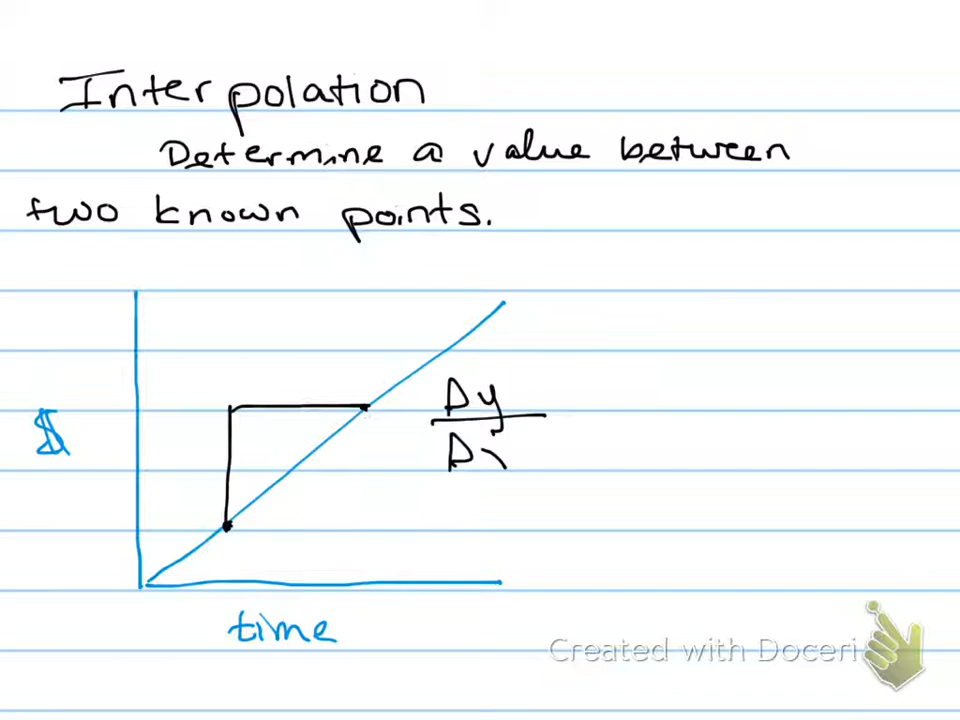 Interpolation
Determine a value between
two known points.
$
Δy
Δ
time
Created with Doceri